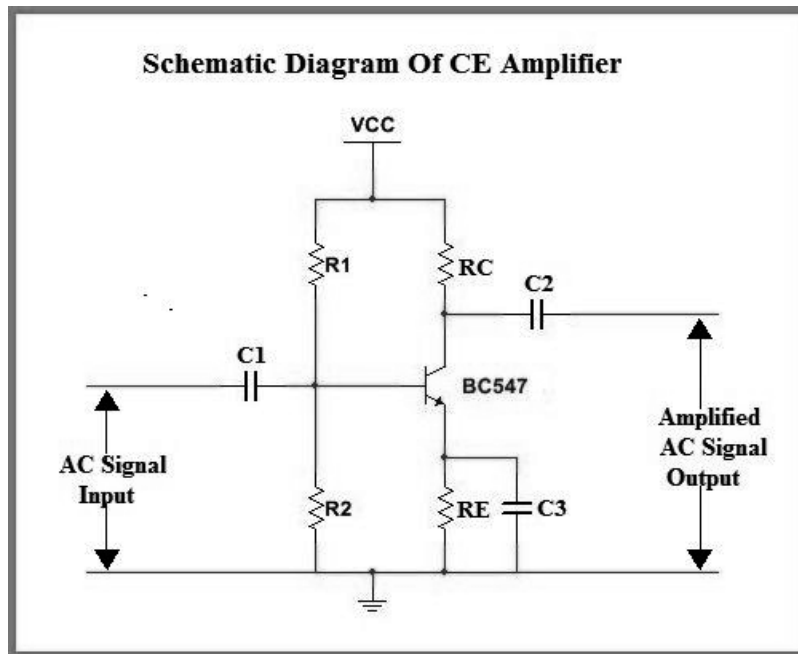 Schematic Diagram Of CE Amplifier
VCC
R1
RC
C2
C1
BC547
AC Signal
Input
Amplified
AC Signal
Output
R2
RE
C3